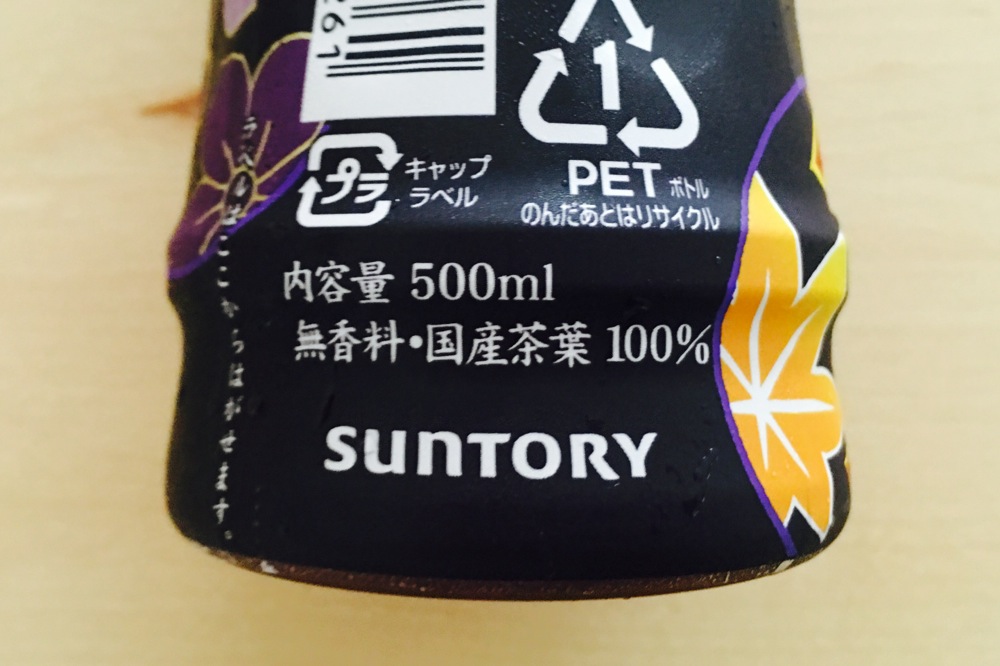 61
1
プラ
キャップ
ラベル
PET ボトル
のんだあとはリサイクル
ラベルはここからはがせます。
内容量 500ml
無香料・国産茶葉 100%
SUNTORY